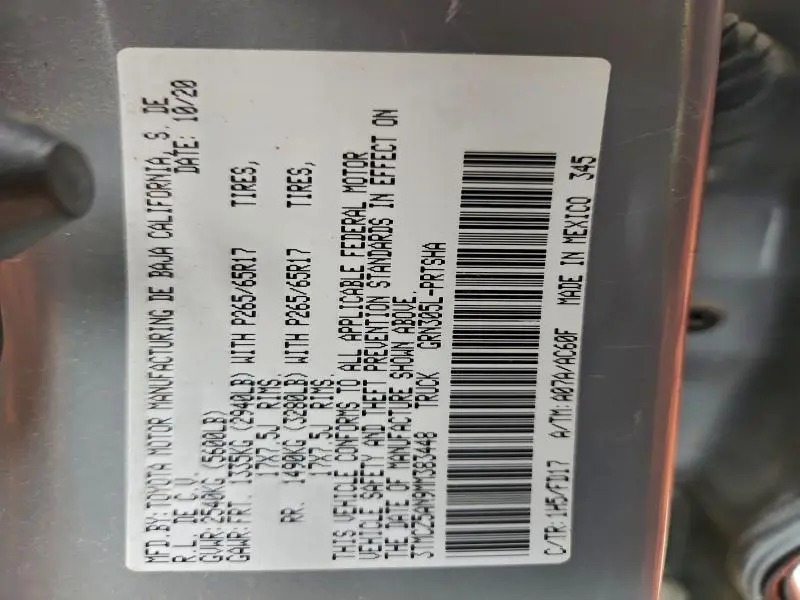 MFD BY: TOYOTA MOTOR MANUFACTURING DE BAJA CALIFORNIA, S. DE
R.L. DE C.V. DATE: 10/20
GVWR: 2540KG (5600LB)
GAWR: FRT. 1335KG (2940LB) WITH P265/65R17 TIRES,
17X7.5J RIMS,
RR. 1490KG (3280LB) WITH P265/65R17 TIRES,
17X7.5J RIMS.
THIS VEHICLE CONFORMS TO ALL APPLICABLE FEDERAL MOTOR
VEHICLE SAFETY AND THEFT PREVENTION STANDARDS IN EFFECT ON
THE DATE OF MANUFACTURE SHOWN ABOVE.
3TMCZ5AN9MM383448 TRUCK GRN305L-PRTSHA
C/TR: 1H5/FD17 A/TM: A07A/AC60F MADE IN MEXICO 345